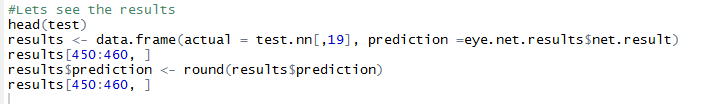 #Lets see the results
head(test)
results <- data.frame(actual = test.nn[,19], prediction =eye.net.results$net.result)
results[450:460, ]
results$prediction <- round(results$prediction)
results[450:460, ]